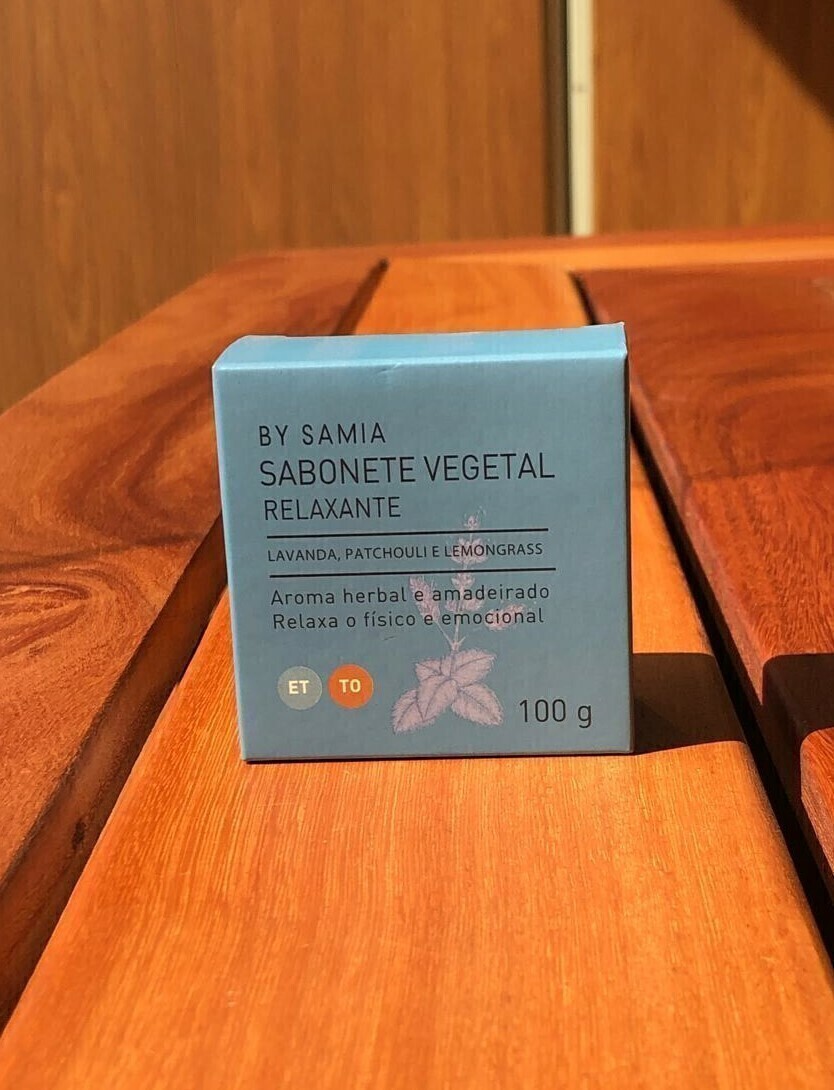 BY SAMIA
SABONETE VEGETAL
RELAXANTE
LAVANDA, PATCHOULI E LEMONGRASS
Aroma herbal e amadeirado
Relaxa o físico e emocional
ET TO
100 g